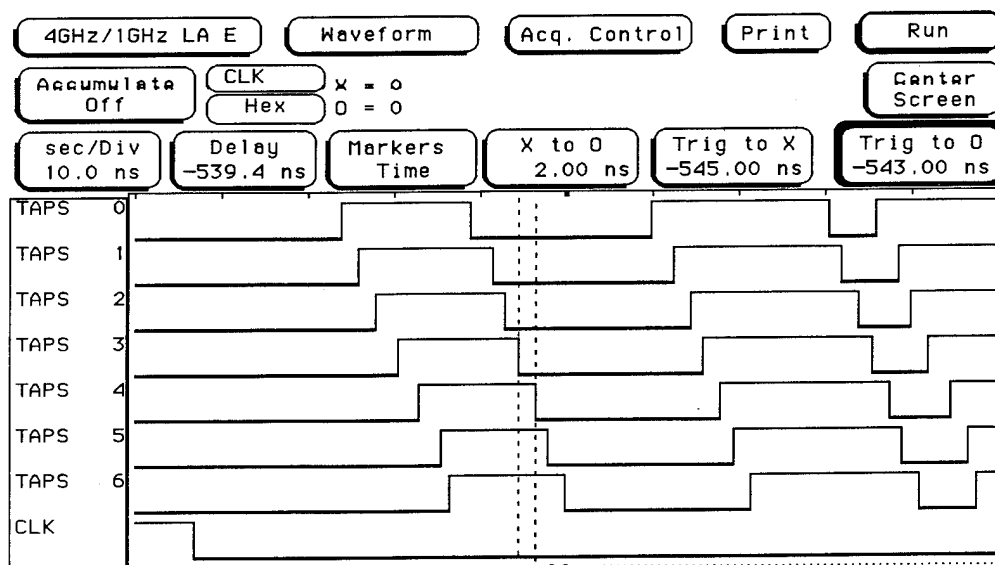 4GHz/1GHz LA E Waveform Acq. Control Print Run
Accumulate Off CLK X = 0 Center Screen
Hex O = 0
sec/Div Delay Markers X to O Trig to X Trig to O
10.0 ns -539.4 ns Time 2.00 ns -545.00 ns -543.00 ns
TAPS 0
TAPS 1
TAPS 2
TAPS 3
TAPS 4
TAPS 5
TAPS 6
CLK